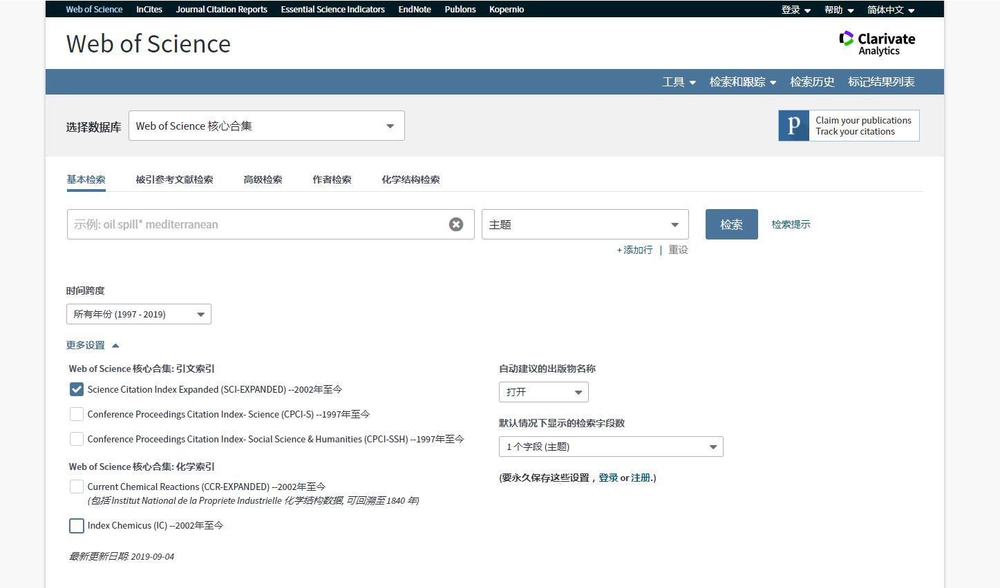 Web of Science InCites Journal Citation Reports Essential Science Indicators EndNote Publons Kopernio 登录 帮助 简体中文
Web of Science
Clarivate
Analytics
工具 检索和跟踪 检索历史 标记结果列表
选择数据库 Web of Science 核心合集
p
Claim your publications
Track your citations
基本检索 被引参考文献检索 高级检索 作者检索 化学结构检索
示例: oil spill* mediterranean 主题 检索 检索提示
+添加行 | 重设
时间跨度
所有年份 (1997 - 2019)
更多设置
Web of Science 核心合集: 引文索引
Science Citation Index Expanded (SCI-EXPANDED) --2002年至今
Conference Proceedings Citation Index- Science (CPCI-S) --1997年至今
Conference Proceedings Citation Index- Social Science & Humanities (CPCI-SSH) --1997年至今
Web of Science 核心合集: 化学索引
Current Chemical Reactions (CCR-EXPANDED) --2002年至今
(包括 Institut National de la Propriete Industrielle 化学结构数据, 可回溯至 1840 年)
Index Chemicus (IC) --2002年至今
最新更新日期: 2019-09-04
自动建议的出版物名称
打开
默认情况下显示的检索字段数
1 个字段 (主题)
(要永久保存这些设置，登录 or 注册.)